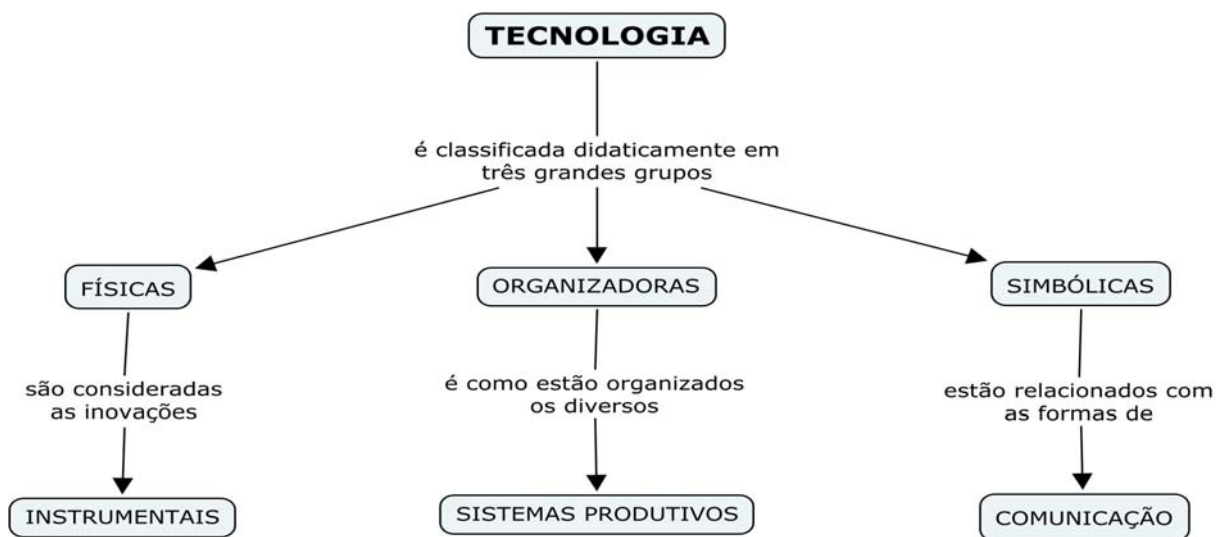 TECNOLOGIA
é classificada didaticamente em
três grandes grupos
FÍSICAS
ORGANIZADORAS
SIMBÓLICAS
são consideradas
as inovações
é como estão organizados
os diversos
estão relacionados com
as formas de
INSTRUMENTAIS
SISTEMAS PRODUTIVOS
COMUNICAÇÃO